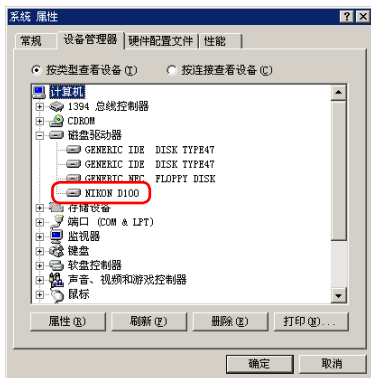 系统 属性
常规 设备管理器 硬件配置文件 性能
按类型查看设备(T) 按连接查看设备(C)
计算机
1394 总线控制器
CDROM
磁盘驱动器
GENERIC IDE DISK TYPE47
GENERIC IDE DISK TYPE47
GENERIC NEC FLOPPY DISK
NIKON D100
存储设备
端口 (COM & LPT)
监视器
键盘
软盘控制器
声音、视频和游戏控制器
鼠标
属性(R) 刷新(F) 删除(E) 打印(N)...
确定 取消